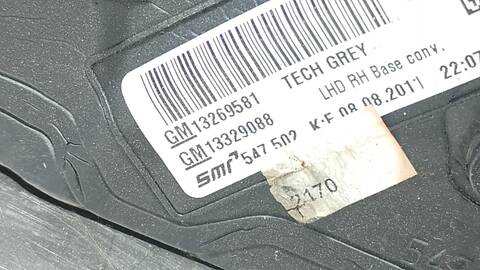 GM13269581 TECH GREY
GM13329088 LHD RH Base conv.
smr 547 502 K:F 08.08.2011 22:07
2170